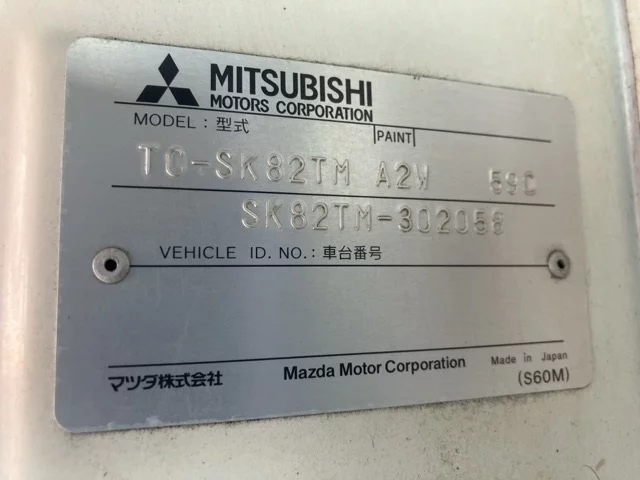 MITSUBISHI
MOTORS CORPORATION
MODEL：型式 PAINT
TC-SK82TM A2W 59C
SK82TM-302056
VEHICLE ID. NO.：車台番号
マツダ株式会社 Mazda Motor Corporation Made in Japan
(S60M)